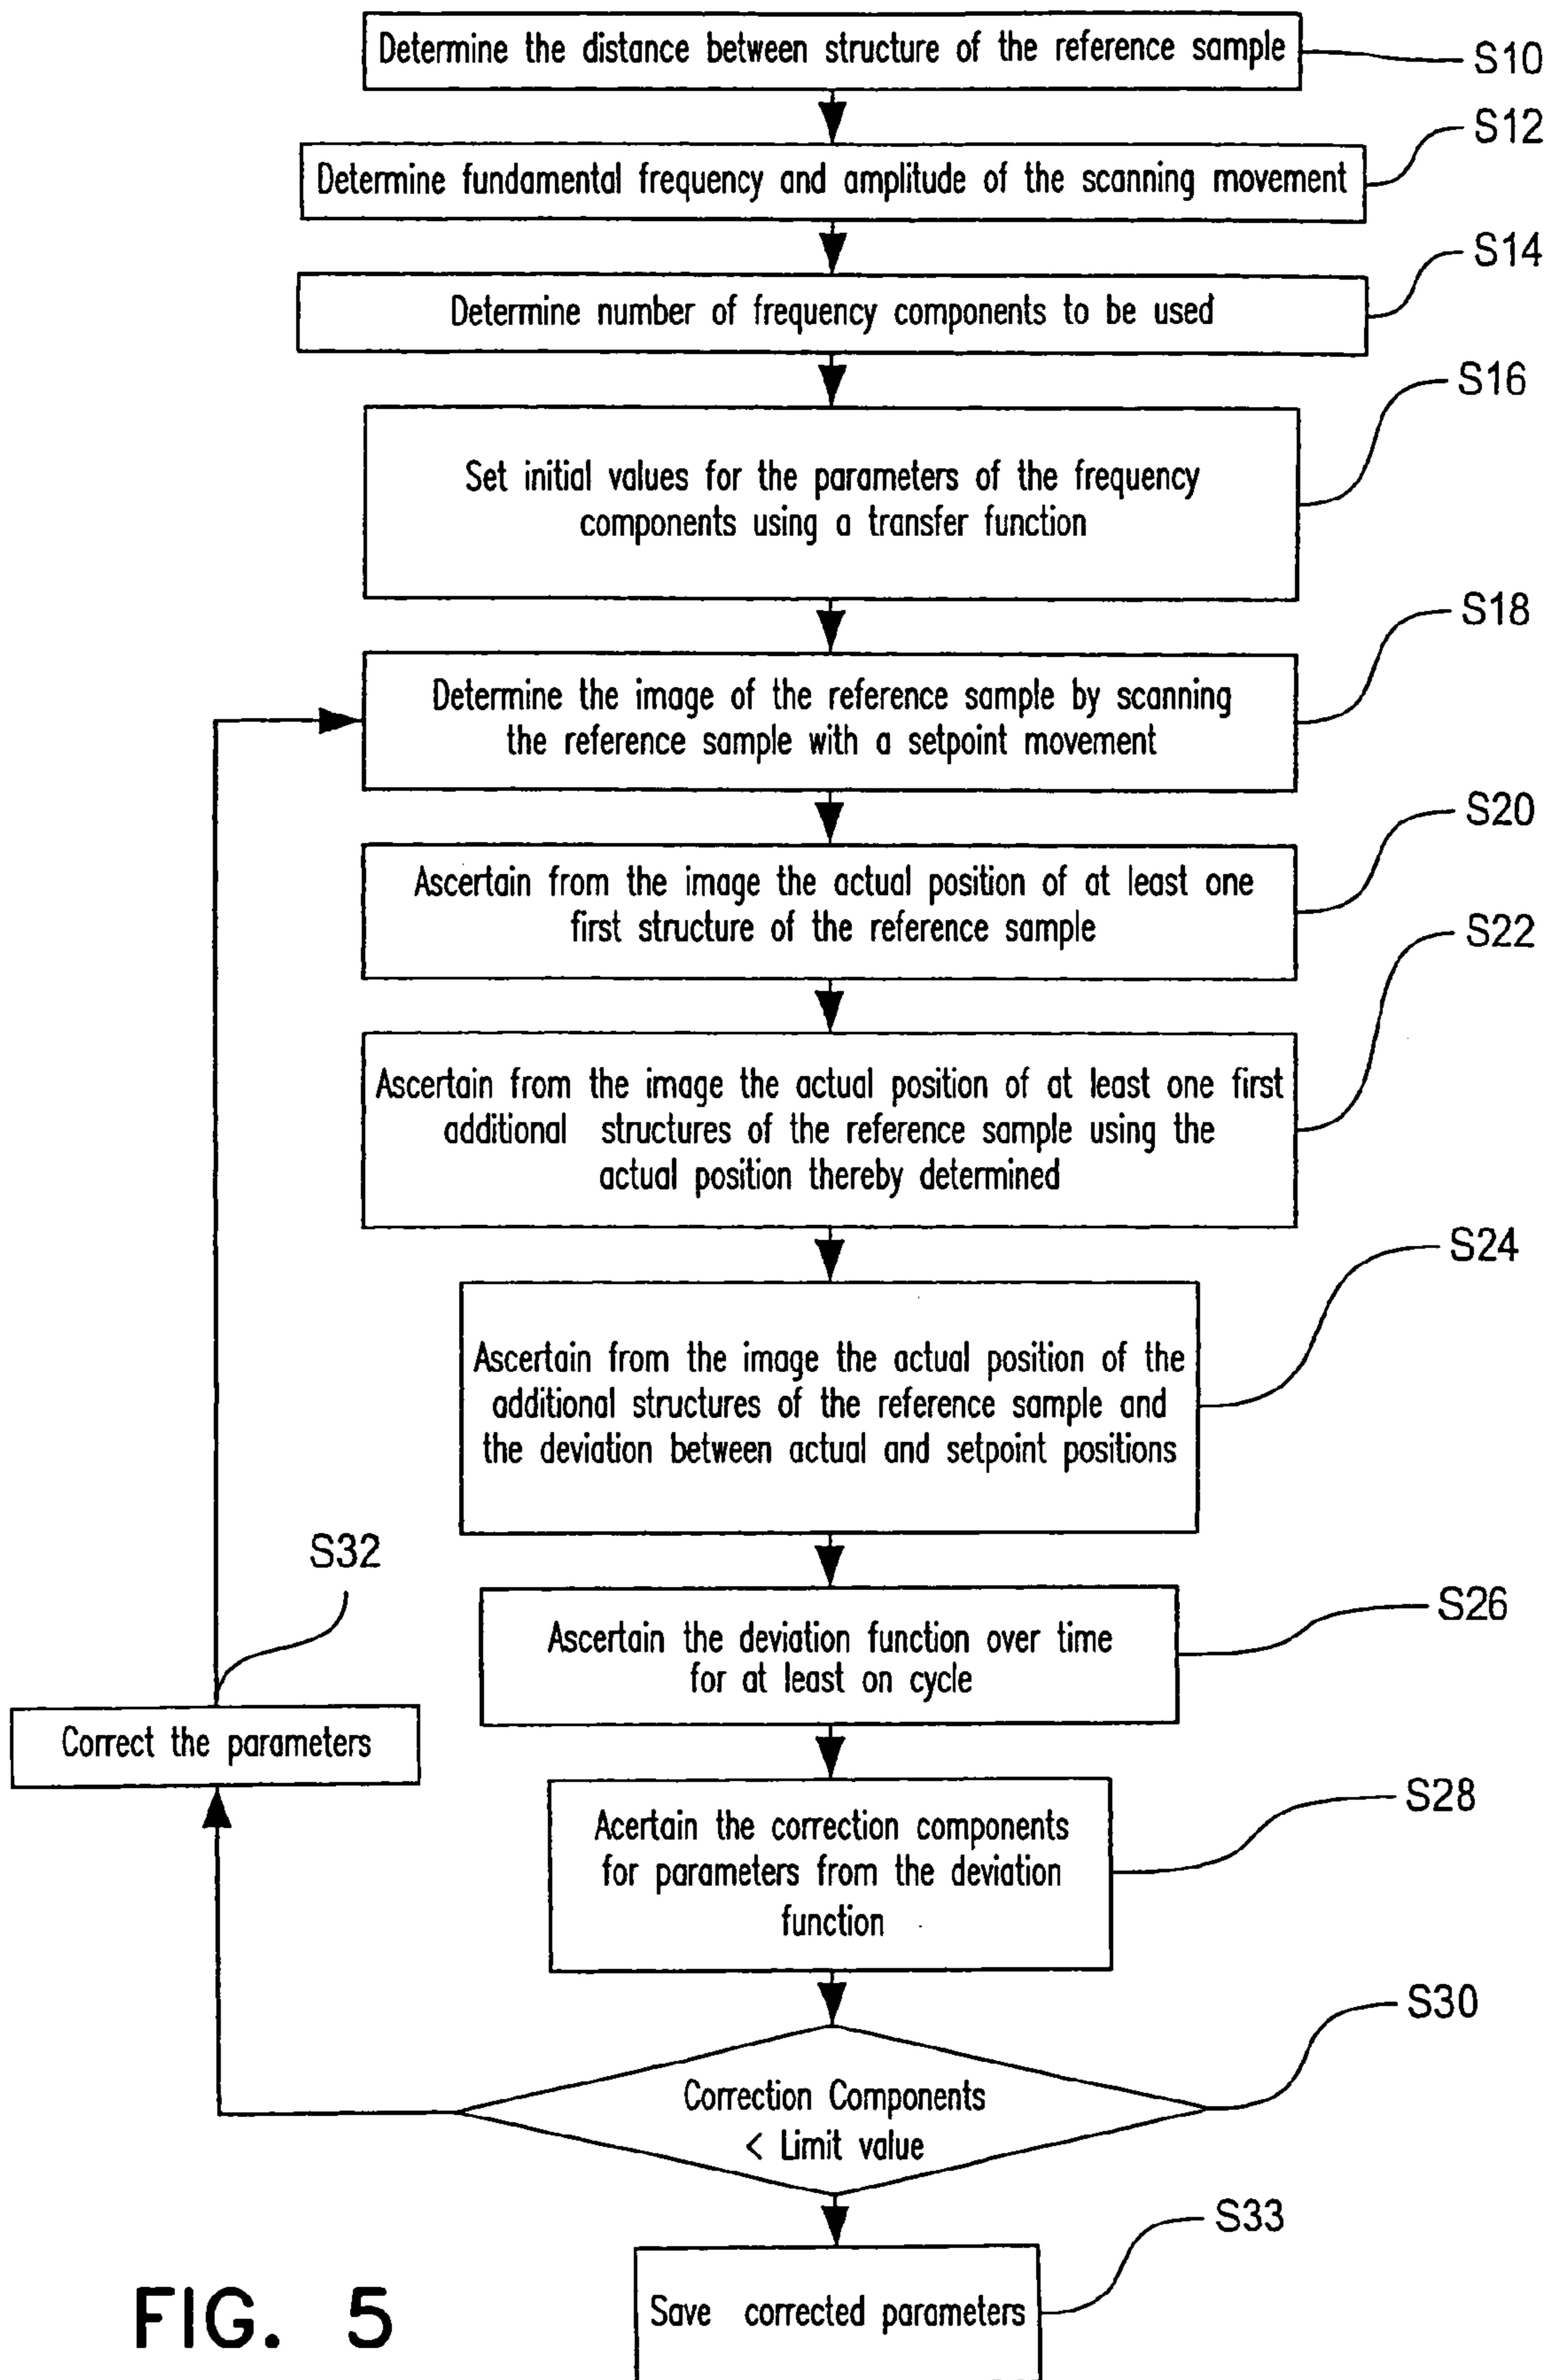 Determine the distance between structure of the reference sample
S10
S12
Determine fundamental frequency and amplitude of the scanning movement
S14
Determine number of frequency components to be used
S16
Set initial values for the parameters of the frequency
components using a transfer function
S18
Determine the image of the reference sample by scanning
the reference sample with a setpoint movement
S20
Ascertain from the image the actual position of at least one
first structure of the reference sample
S22
Ascertain from the image the actual position of at least one first
additional structures of the reference sample using the
actual position thereby determined
S24
Ascertain from the image the actual position of the
additional structures of the reference sample and
the deviation between actual and setpoint positions
S32
S26
Ascertain the deviation function over time
for at least on cycle
Correct the parameters
S28
Acertain the correction components
for parameters from the deviation
function
S30
Correction Components
< Limit value
S33
Save corrected parameters
FIG. 5